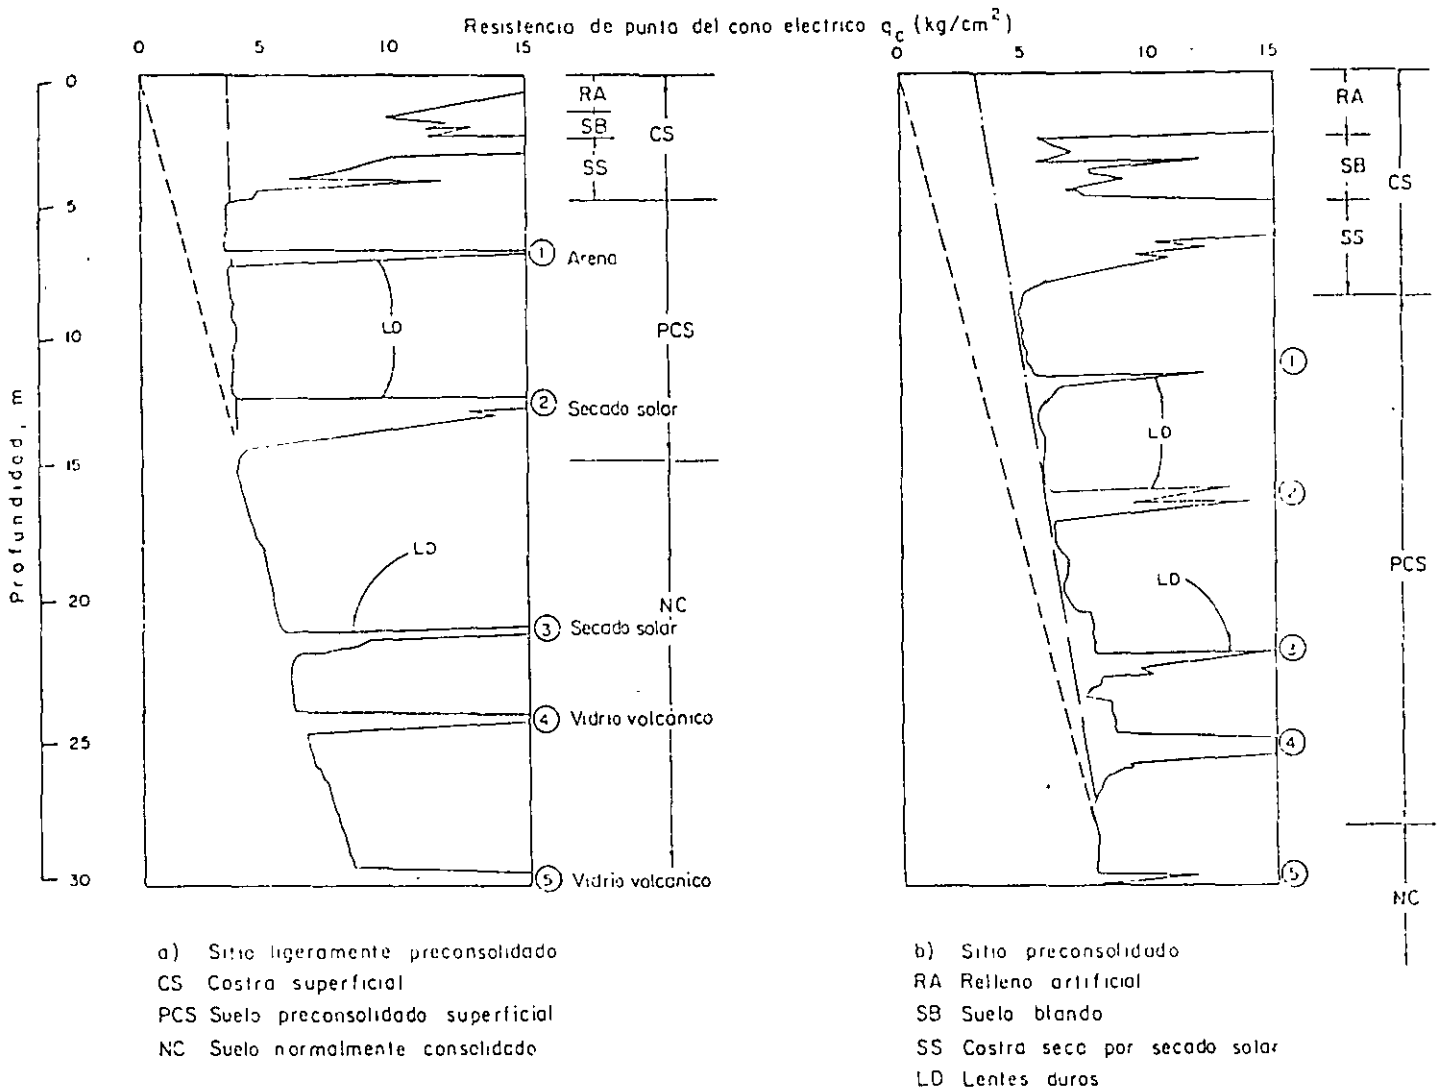 Resistencia de punta del cono electrico qc (kg/cm²)
0 5 10 15
0 5 10 15
Profundidad, m
0
5
10
15
20
25
30
RA
SB
SS
CS
PCS
NC
LD
LD
1 Arena
2 Secado solar
3 Secado solar
4 Vidrio volcánico
5 Vidrio volcánico
RA
SB
SS
CS
PCS
NC
LD
LD
1
2
3
4
5
a) Sitio ligeramente preconsolidado
CS Costra superficial
PCS Suelo preconsolidado superficial
NC Suelo normalmente consolidado
b) Sitio preconsolidado
RA Relleno artificial
SB Suelo blando
SS Costra seca por secado solar
LD Lentes duros